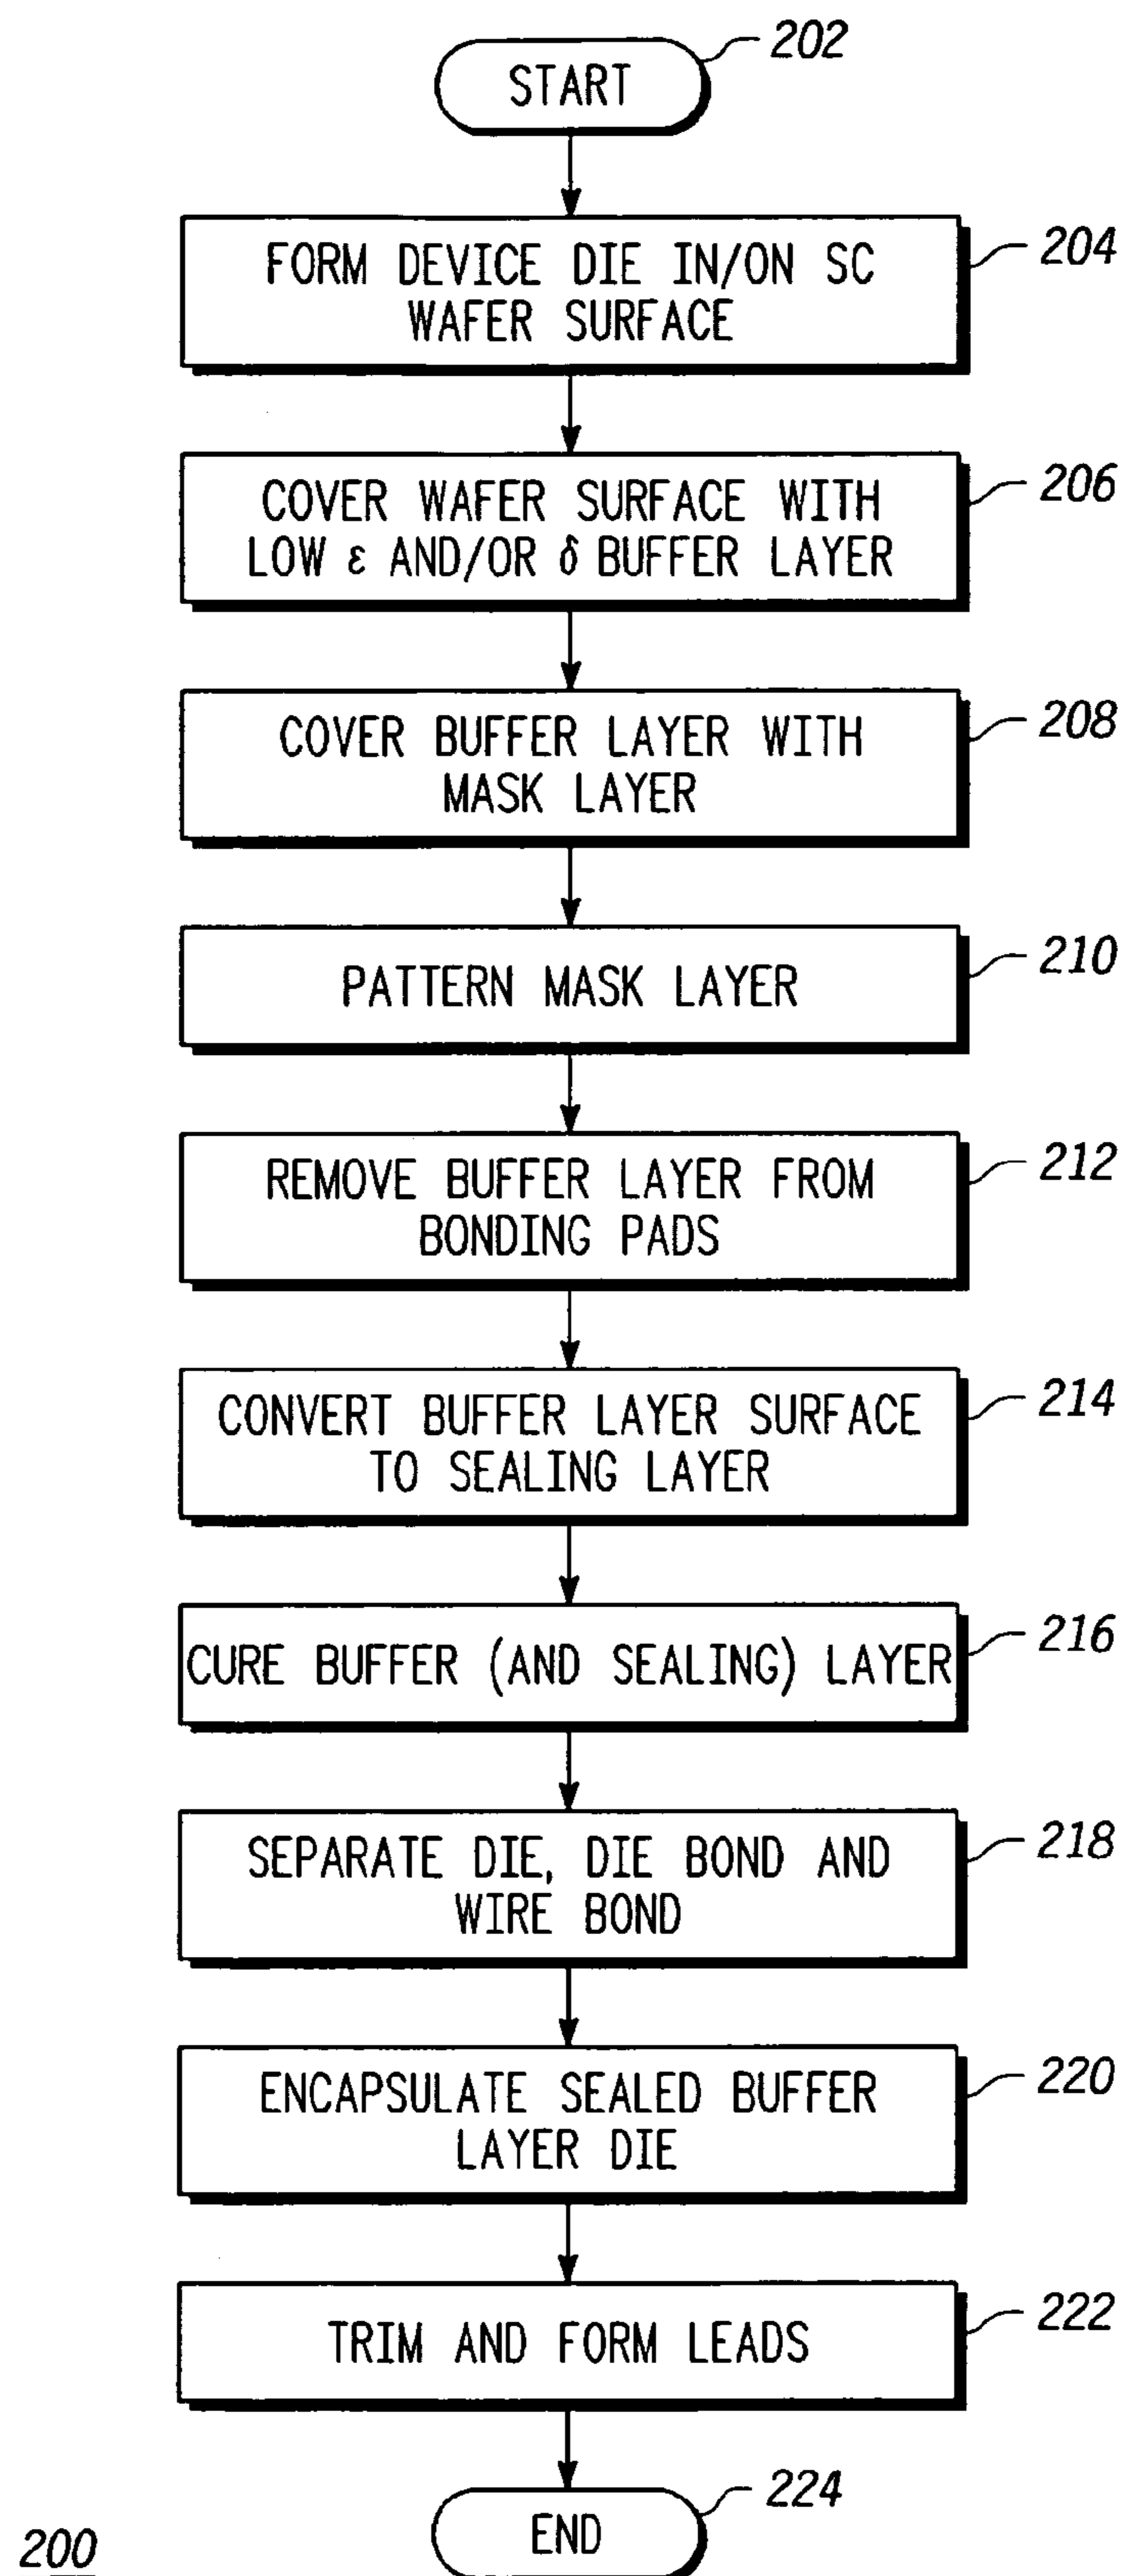 START
202
FORM DEVICE DIE IN/ON SC
WAFER SURFACE
204
COVER WAFER SURFACE WITH
LOW ε AND/OR δ BUFFER LAYER
206
COVER BUFFER LAYER WITH
MASK LAYER
208
PATTERN MASK LAYER
210
REMOVE BUFFER LAYER FROM
BONDING PADS
212
CONVERT BUFFER LAYER SURFACE
TO SEALING LAYER
214
CURE BUFFER (AND SEALING) LAYER
216
SEPARATE DIE, DIE BOND AND
WIRE BOND
218
ENCAPSULATE SEALED BUFFER
LAYER DIE
220
TRIM AND FORM LEADS
222
END
224
200